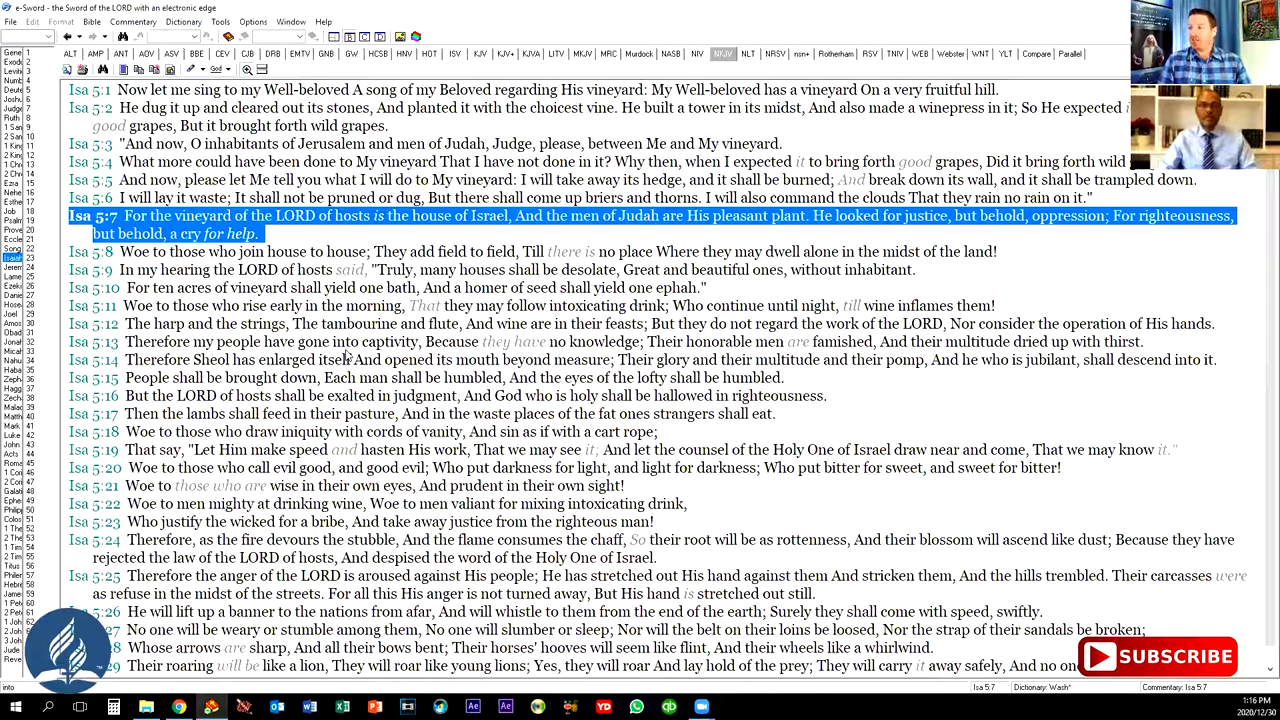 e-Sword - the Sword of the LORD with an electronic edge
File Edit Format Bible Commentary Dictionary Tools Options Window Help
ALT AMP ANT AOV ASV BBE CEV CJB DRB EMTV GNB GW HCSB HNV HOT ISV KJV KJV+ KJVA LITV MKJV MRC Murdock NASB NIV NKJV NLT NRSV nsn+ Rotherham RSV TNIV WEB Webster WNT YLT Compare Parallel
Isa 5:1 Now let me sing to my Well-beloved A song of my Beloved regarding His vineyard: My Well-beloved has a vineyard On a very fruitful hill.
Isa 5:2 He dug it up and cleared out its stones, And planted it with the choicest vine. He built a tower in its midst, And also made a winepress in it; So He expected
good grapes, But it brought forth wild grapes.
Isa 5:3 "And now, O inhabitants of Jerusalem and men of Judah, Judge, please, between Me and My vineyard.
Isa 5:4 What more could have been done to My vineyard That I have not done in it? Why then, when I expected it to bring forth good grapes, Did it bring forth wild
Isa 5:5 And now, please let Me tell you what I will do to My vineyard: I will take away its hedge, and it shall be burned; And break down its wall, and it shall be trampled down.
Isa 5:6 I will lay it waste; It shall not be pruned or dug, But there shall come up briers and thorns. I will also command the clouds That they rain no rain on it."
Isa 5:7 For the vineyard of the LORD of hosts is the house of Israel, And the men of Judah are His pleasant plant. He looked for justice, but behold, oppression; For righteousness,
but behold, a cry for help.
Isa 5:8 Woe to those who join house to house; They add field to field, Till there is no place Where they may dwell alone in the midst of the land!
Isa 5:9 In my hearing the LORD of hosts said, "Truly, many houses shall be desolate, Great and beautiful ones, without inhabitant.
Isa 5:10 For ten acres of vineyard shall yield one bath, And a homer of seed shall yield one ephah."
Isa 5:11 Woe to those who rise early in the morning, That they may follow intoxicating drink; Who continue until night, till wine inflames them!
Isa 5:12 The harp and the strings, The tambourine and flute, And wine are in their feasts; But they do not regard the work of the LORD, Nor consider the operation of His hands.
Isa 5:13 Therefore my people have gone into captivity, Because they have no knowledge; Their honorable men are famished, And their multitude dried up with thirst.
Isa 5:14 Therefore Sheol has enlarged itself And opened its mouth beyond measure; Their glory and their multitude and their pomp, And he who is jubilant, shall descend into it.
Isa 5:15 People shall be brought down, Each man shall be humbled, And the eyes of the lofty shall be humbled.
Isa 5:16 But the LORD of hosts shall be exalted in judgment, And God who is holy shall be hallowed in righteousness.
Isa 5:17 Then the lambs shall feed in their pasture, And in the waste places of the fat ones strangers shall eat.
Isa 5:18 Woe to those who draw iniquity with cords of vanity, And sin as if with a cart rope;
Isa 5:19 That say, "Let Him make speed and hasten His work, That we may see it; And let the counsel of the Holy One of Israel draw near and come, That we may know it."
Isa 5:20 Woe to those who call evil good, and good evil; Who put darkness for light, and light for darkness; Who put bitter for sweet, and sweet for bitter!
Isa 5:21 Woe to those who are wise in their own eyes, And prudent in their own sight!
Isa 5:22 Woe to men mighty at drinking wine, Woe to men valiant for mixing intoxicating drink,
Isa 5:23 Who justify the wicked for a bribe, And take away justice from the righteous man!
Isa 5:24 Therefore, as the fire devours the stubble, And the flame consumes the chaff, So their root will be as rottenness, And their blossom will ascend like dust; Because they have
rejected the law of the LORD of hosts, And despised the word of the Holy One of Israel.
Isa 5:25 Therefore the anger of the LORD is aroused against His people; He has stretched out His hand against them And stricken them, And the hills trembled. Their carcasses were
as refuse in the midst of the streets. For all this His anger is not turned away, But His hand is stretched out still.
5:26 He will lift up a banner to the nations from afar, And will whistle to them from the end of the earth; Surely they shall come with speed, swiftly.
27 No one will be weary or stumble among them, No one will slumber or sleep; Nor will the belt on their loins be loosed, Nor the strap of their sandals be broken;
28 Whose arrows are sharp, And all their bows bent; Their horses' hooves will seem like flint, And their wheels like a whirlwind.
29 Their roaring will be like a lion, They will roar like young lions; Yes, they will roar And lay hold of the prey; They will carry it away safely, And no
SUBSCRIBE
into
Isa 5:7 Dictionary: Wash* Commentary: Isa 5:7
1:16 PM
2020/12/30